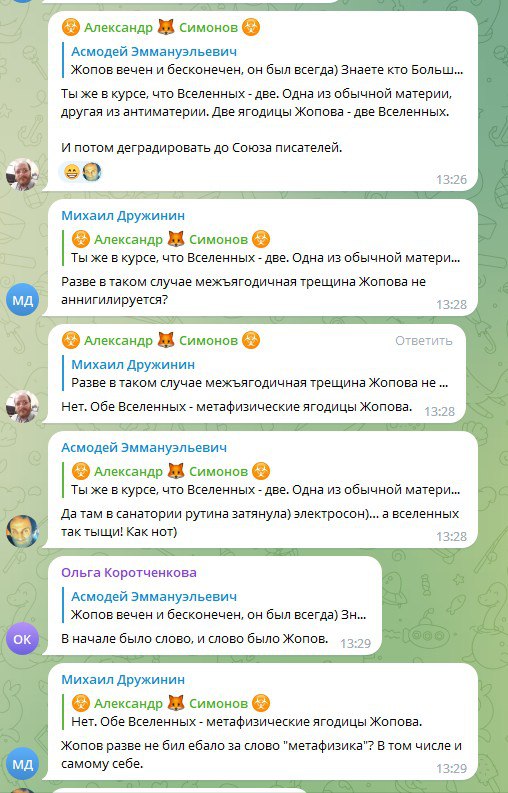 Александр 🦊 Симонов
Асмодей Эммануэльевич
Жопов вечен и бесконечен, он был всегда) Знаете кто Больш...
Ты же в курсе, что Вселенных - две. Одна из обычной материи,
другая из антиматерии. Две ягодицы Жопова - две Вселенных.
И потом деградировать до Союза писателей.
13:26
Михаил Дружинин
Александр 🦊 Симонов
Ты же в курсе, что Вселенных - две. Одна из обычной матери...
Разве в таком случае межъягодичная трещина Жопова не
аннигилируется?
МД
13:28
Александр 🦊 Симонов
Ответить
Михаил Дружинин
Разве в таком случае межъягодичная трещина Жопова не ...
Нет. Обе Вселенных - метафизические ягодицы Жопова.
13:28
Асмодей Эммануэльевич
Александр 🦊 Симонов
Ты же в курсе, что Вселенных - две. Одна из обычной матери...
Да там в санатории рутина затянула) электросон)... а вселенных
так тыщи! Как нот)
13:28
Ольга Коротченкова
Асмодей Эммануэльевич
Жопов вечен и бесконечен, он был всегда) Зн...
В начале было слово, и слово было Жопов.
ОК
13:29
Михаил Дружинин
Александр 🦊 Симонов
Нет. Обе Вселенных - метафизические ягодицы Жопова.
Жопов разве не бил ебало за слово "метафизика"? В том числе и
самому себе.
МД
13:29